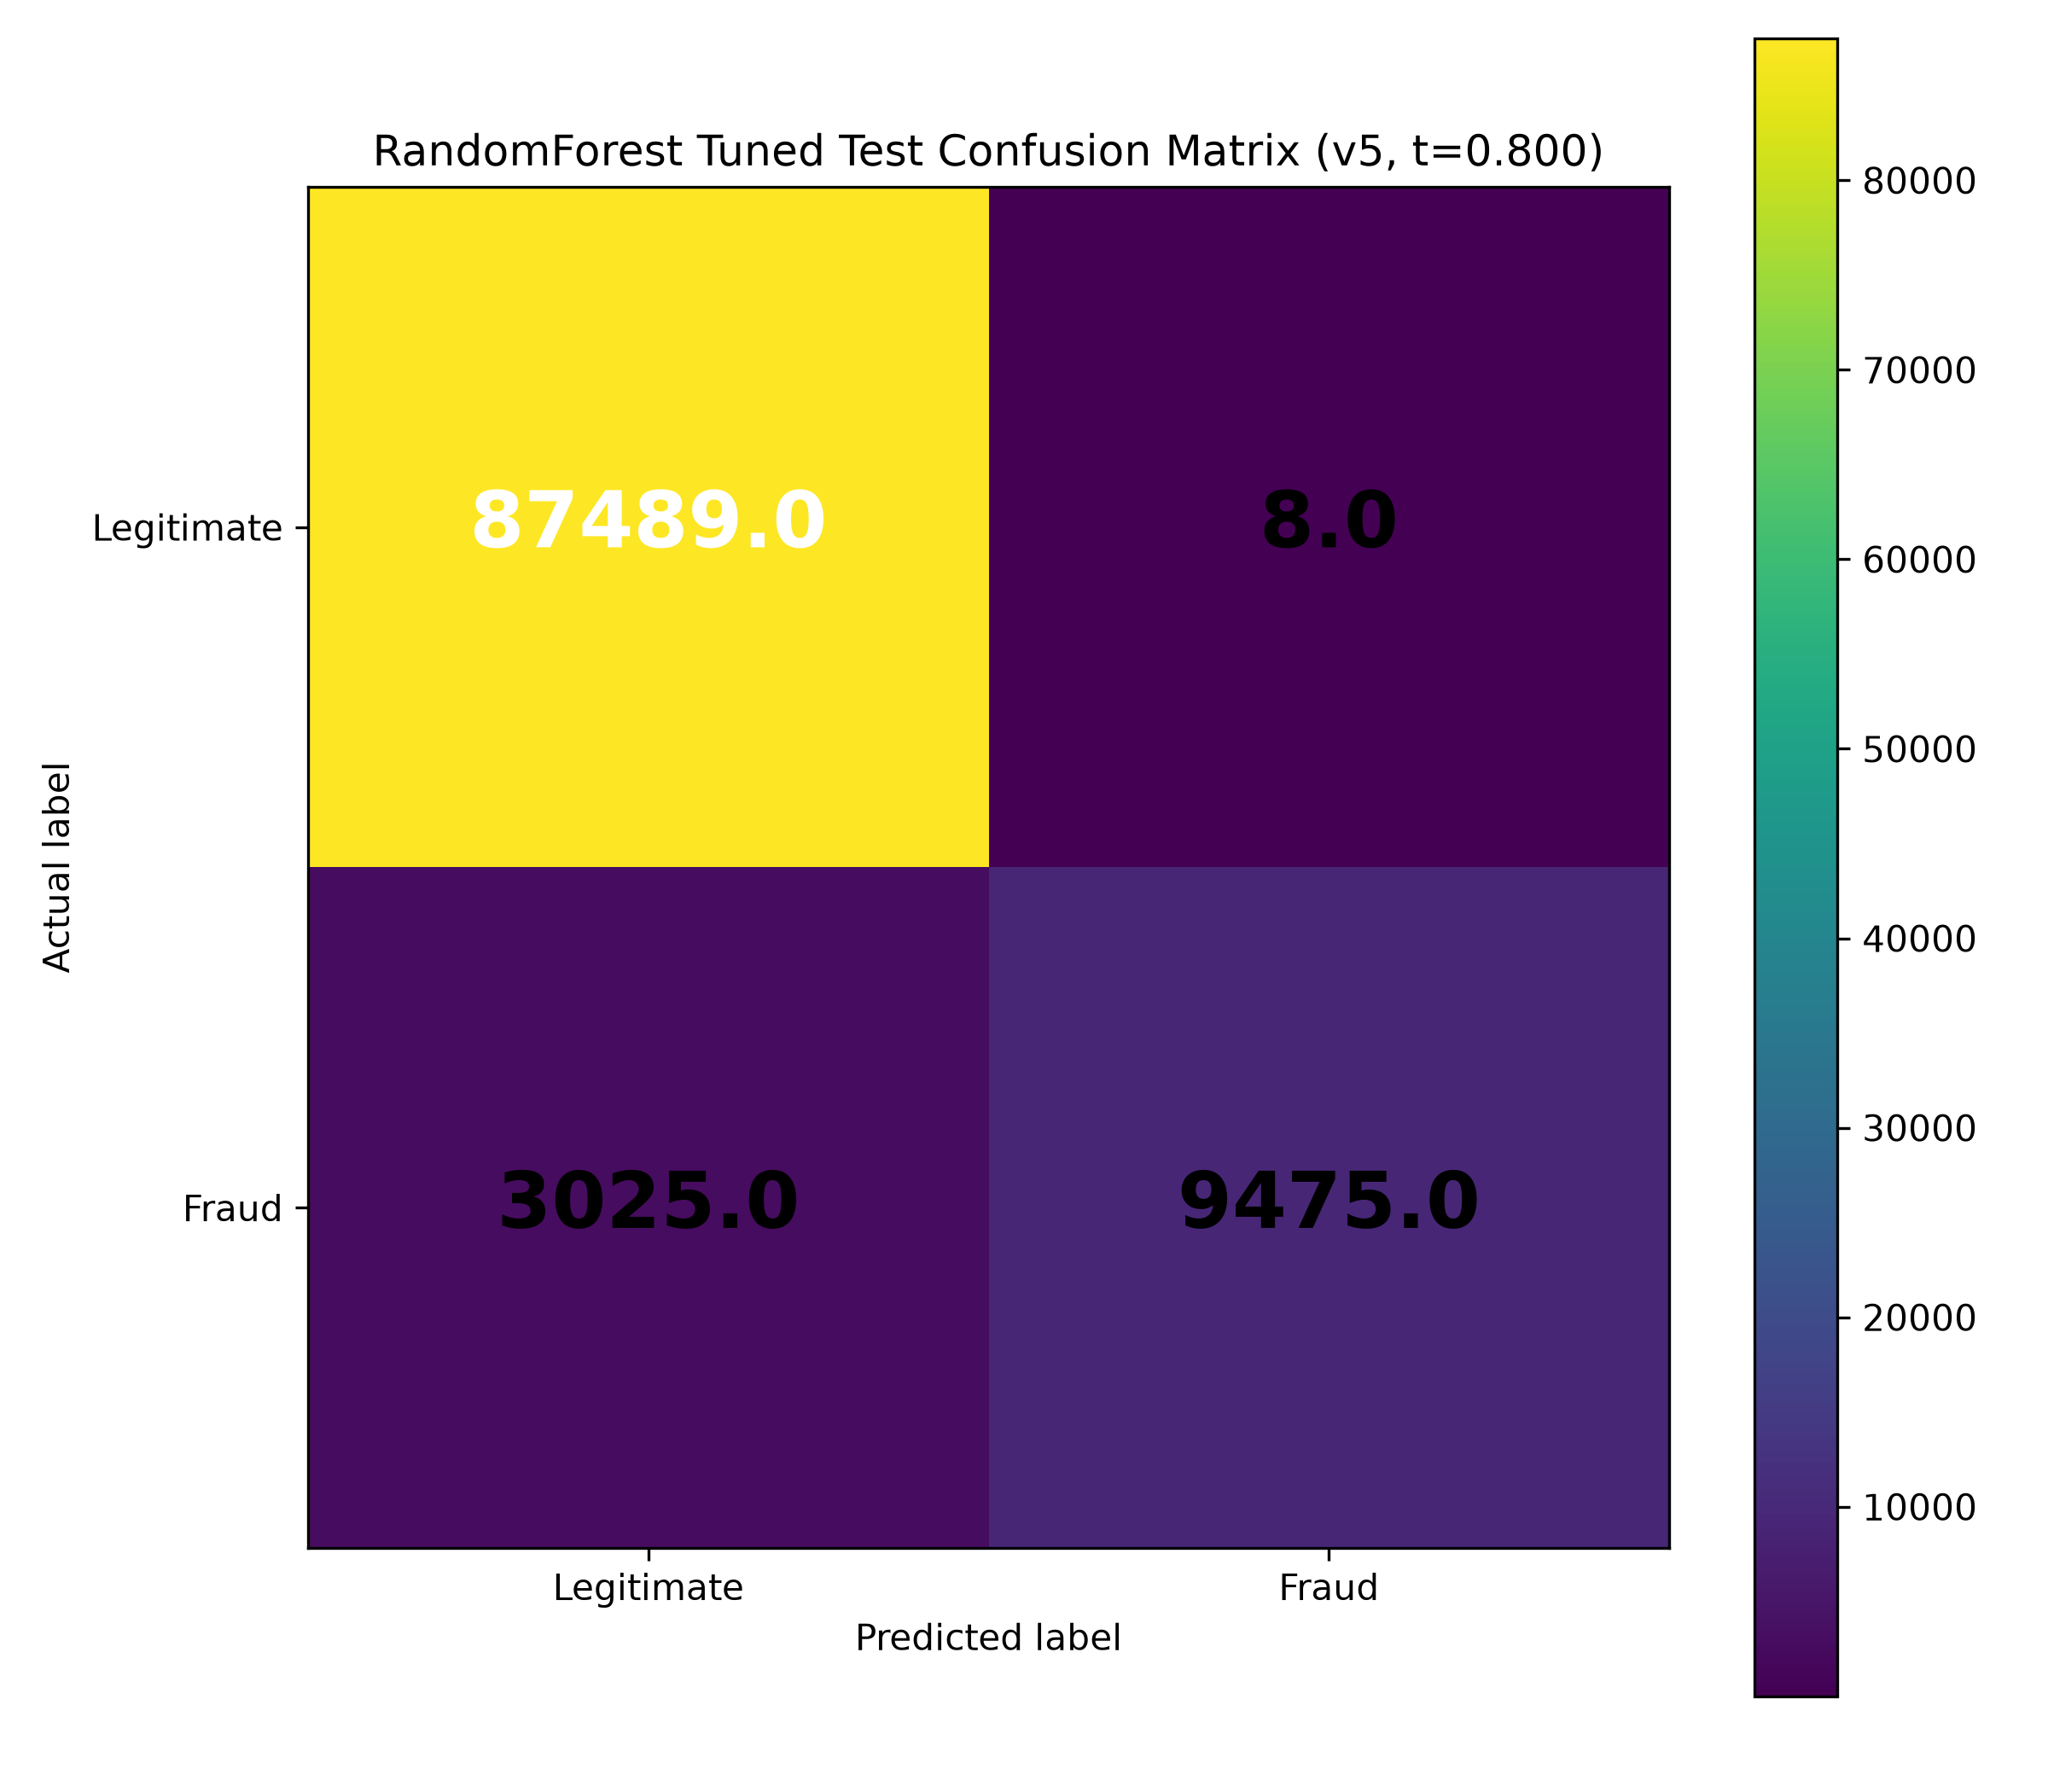 RandomForest Tuned Test Confusion Matrix (v5, t=0.800)
Actual label
Legitimate
87489.0
8.0
Fraud
3025.0
9475.0
Legitimate
Fraud
Predicted label
80000
70000
60000
50000
40000
30000
20000
10000